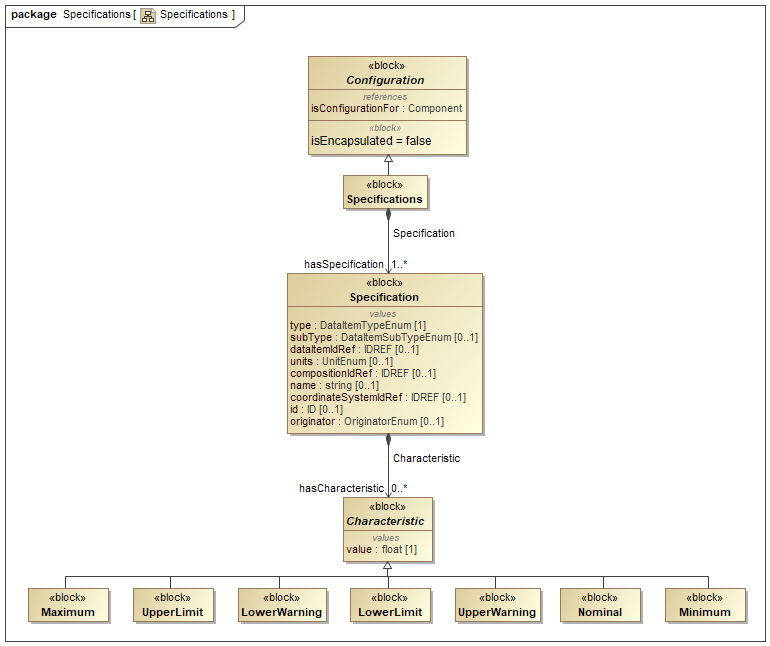 package Specifications [ Specifications ]
«block»
Configuration
references
isConfigurationFor : Component
«block»
isEncapsulated = false
«block»
Specifications
Specification
hasSpecification 1..*
«block»
Specification
values
type : DataItemTypeEnum [1]
subType : DataItemSubTypeEnum [0..1]
dataItemIdRef : IDREF [0..1]
units : UnitEnum [0..1]
compositionIdRef : IDREF [0..1]
name : string [0..1]
coordinateSystemIdRef : IDREF [0..1]
id : ID [0..1]
originator : OriginatorEnum [0..1]
Characteristic
hasCharacteristic 0..*
«block»
Characteristic
values
value : float [1]
«block» «block» «block» «block» «block» «block» «block»
Maximum UpperLimit LowerWarning LowerLimit UpperWarning Nominal Minimum